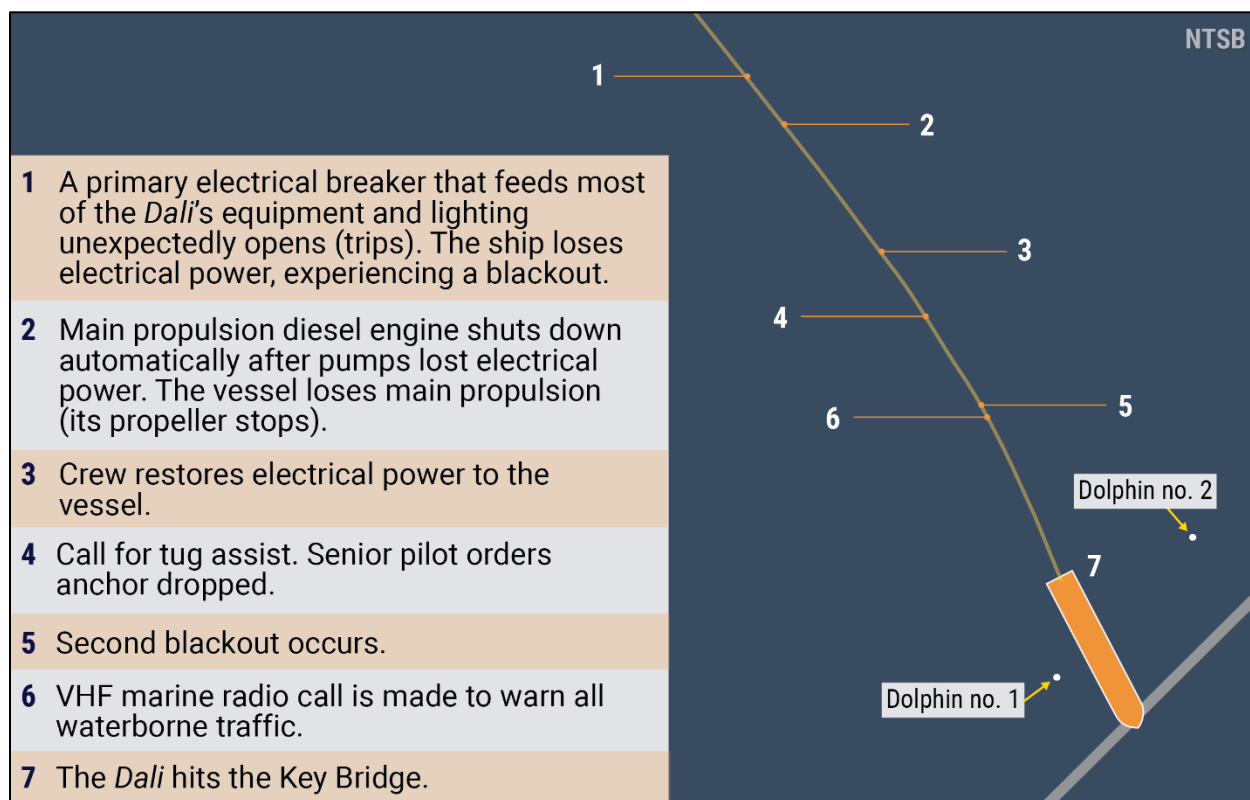 NTSB
1
2
3
4
5
6
Dolphin no. 2
7
Dolphin no. 1
1 A primary electrical breaker that feeds most
of the Dali's equipment and lighting
unexpectedly opens (trips). The ship loses
electrical power, experiencing a blackout.
2 Main propulsion diesel engine shuts down
automatically after pumps lost electrical
power. The vessel loses main propulsion
(its propeller stops).
3 Crew restores electrical power to the
vessel.
4 Call for tug assist. Senior pilot orders
anchor dropped.
5 Second blackout occurs.
6 VHF marine radio call is made to warn all
waterborne traffic.
7 The Dali hits the Key Bridge.